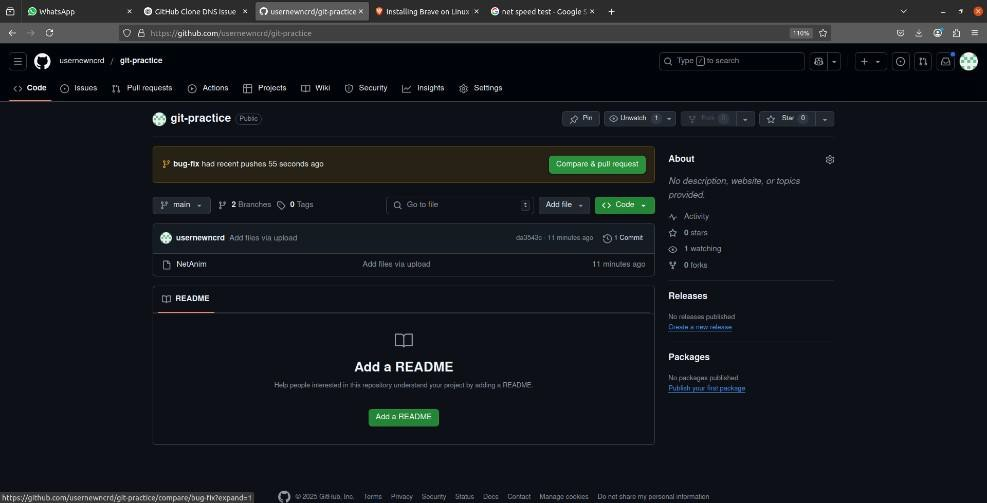 WhatsApp
GitHub Clone DNS Issue
usernewncrd/git-practice
Installing Brave on Linux
net speed test - Google S
https://github.com/usernewncrd/git-practice
110%
usernewncrd / git-practice
Type / to search
Code
Issues
Pull requests
Actions
Projects
Wiki
Security
Insights
Settings
git-practice Public
Pin
Unwatch 1
Fork 0
Star 0
bug-fix had recent pushes 55 seconds ago
Compare & pull request
main
2 Branches
0 Tags
Go to file t
Add file
Code
usernewncrd Add files via upload
da3543c · 11 minutes ago
1 Commit
NetAnim
Add files via upload
11 minutes ago
README
Add a README
Help people interested in this repository understand your project by adding a README.
Add a README
About
No description, website, or topics
provided.
Activity
0 stars
1 watching
0 forks
Releases
No releases published
Create a new release
Packages
No packages published
Publish your first package
https://github.com/usernewncrd/git-practice/compare/bug-fix?expand=1
© 2025 GitHub, Inc.
Terms
Privacy
Security
Status
Docs
Contact
Manage cookies
Do not share my personal information